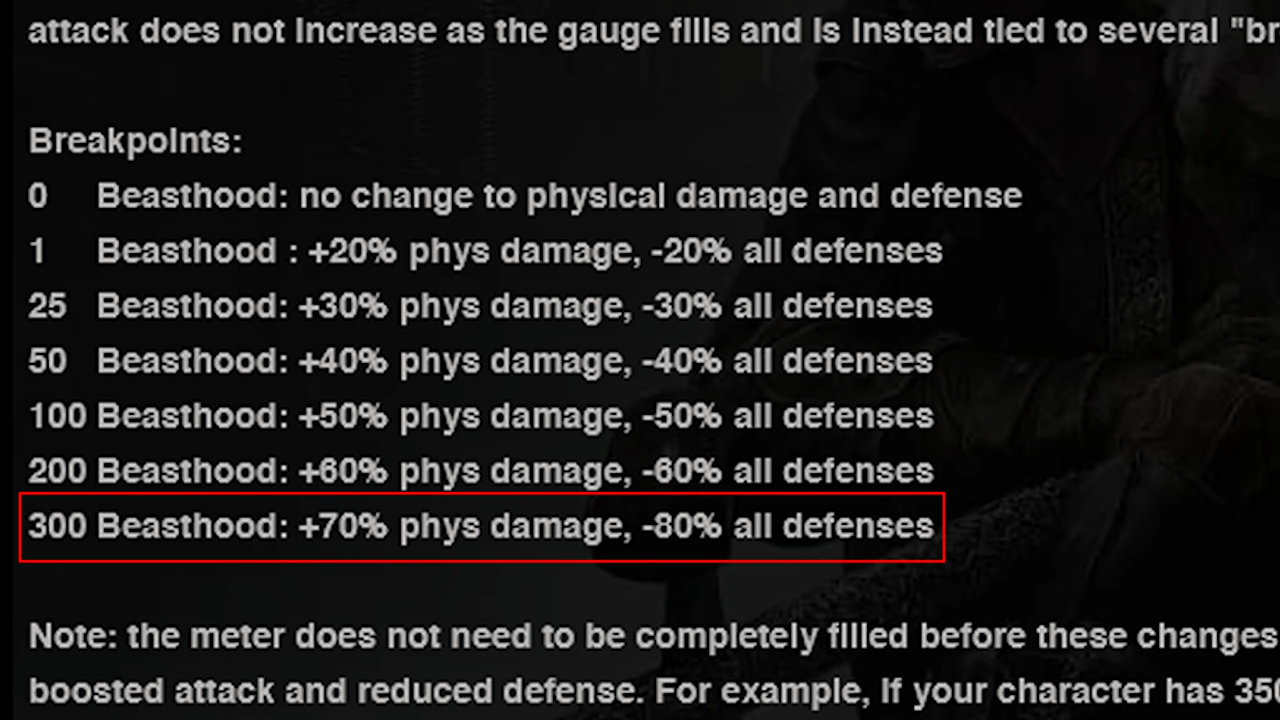 attack does not increase as the gauge fills and is instead tied to several "br
Breakpoints:
0 Beasthood: no change to physical damage and defense
1 Beasthood : +20% phys damage, -20% all defenses
25 Beasthood: +30% phys damage, -30% all defenses
50 Beasthood: +40% phys damage, -40% all defenses
100 Beasthood: +50% phys damage, -50% all defenses
200 Beasthood: +60% phys damage, -60% all defenses
300 Beasthood: +70% phys damage, -80% all defenses
Note: the meter does not need to be completely filled before these changes
boosted attack and reduced defense. For example, if your character has 350